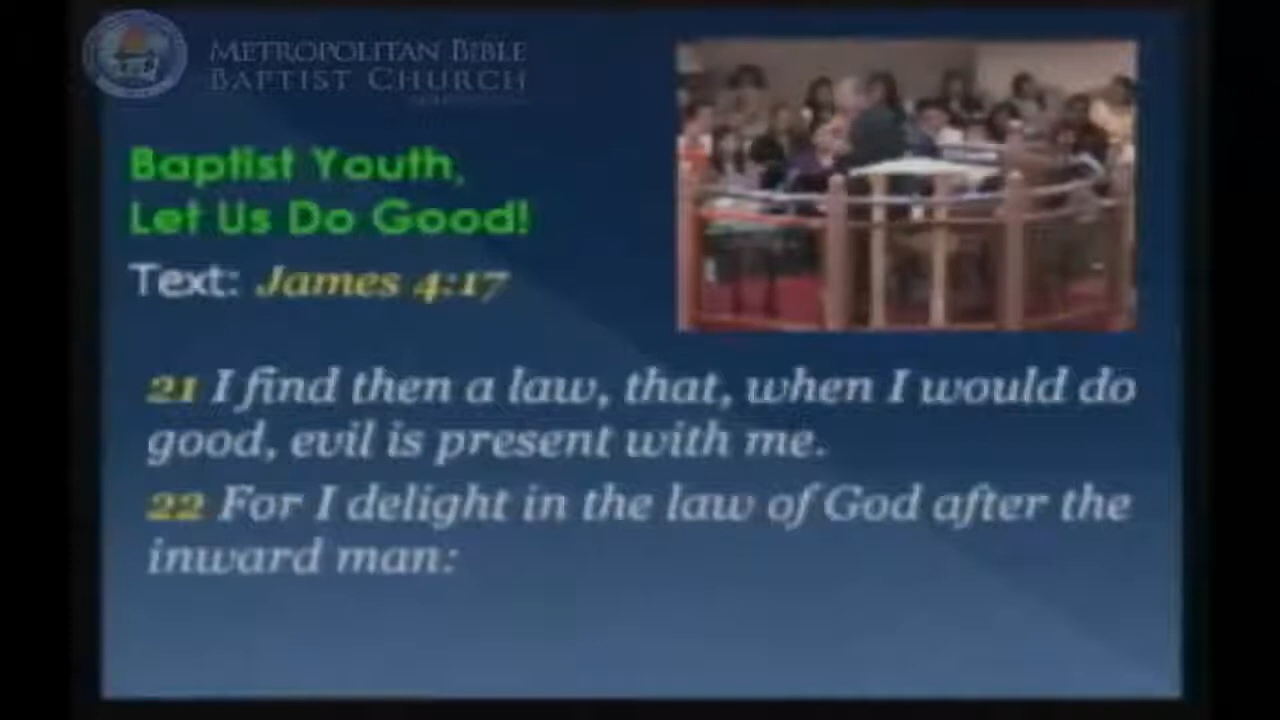 METROPOLITAN BIBLE
BAPTIST CHURCH
Baptist Youth,
Let Us Do Good!
Text: James 4:17
21 I find then a law, that, when I would do
good, evil is present with me.
22 For I delight in the law of God after the
inward man: